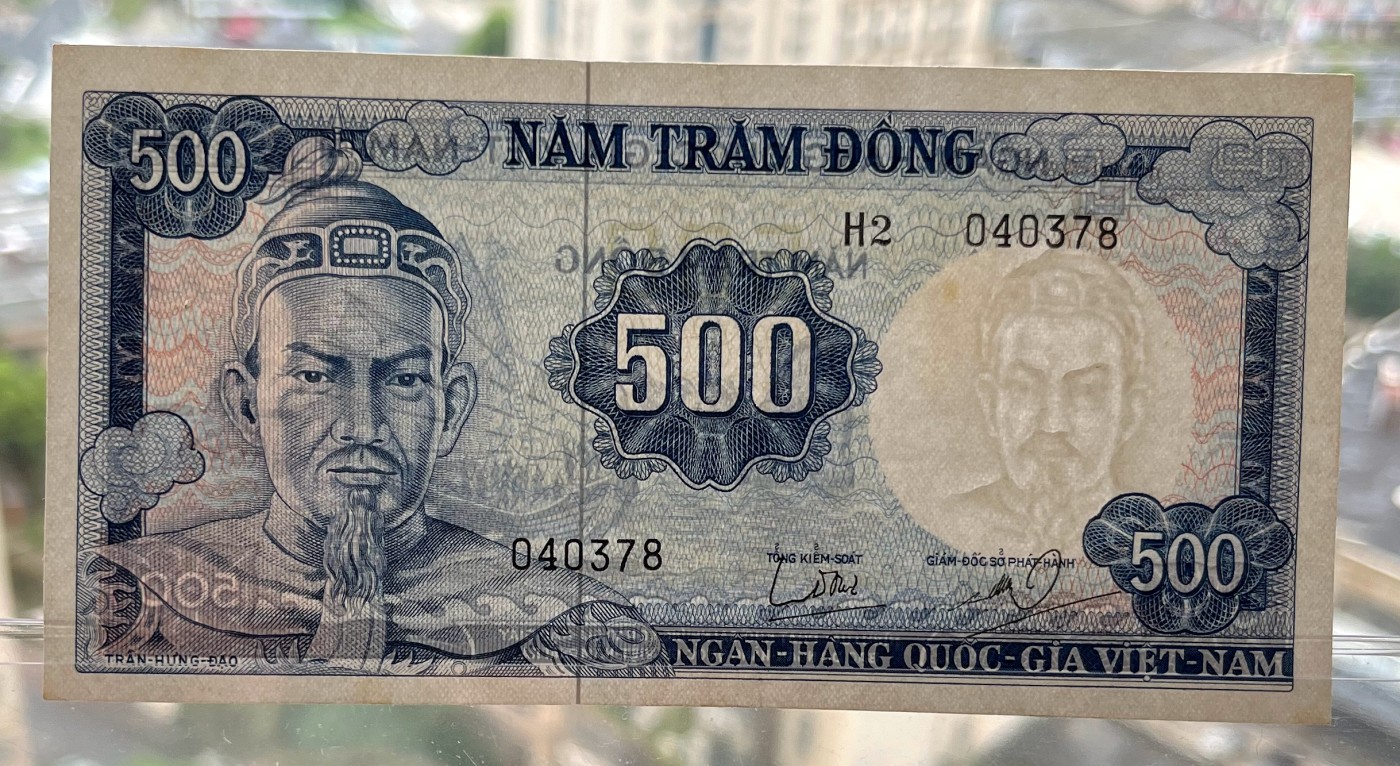 500
NĂM TRĂM ĐỒNG
H2 040378
500
040378
TỔNG KIỂM-SOÁT
GIÁM-ĐỐC SỞ PHÁT-HÀNH
500
TRẦN-HƯNG-ĐẠO
NGÂN-HÀNG QUỐC-GIA VIỆT-NAM